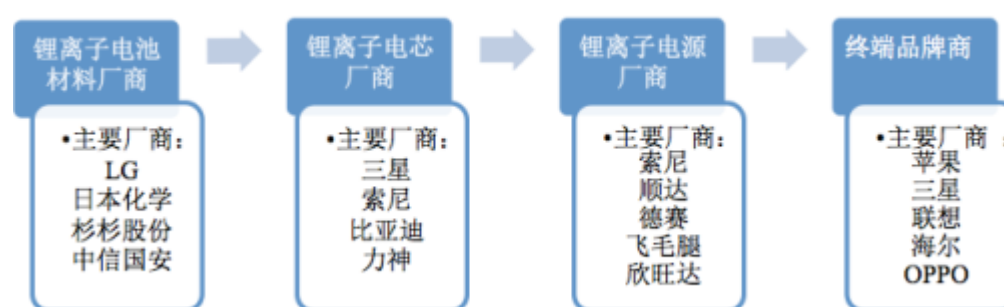 锂离子电池
材料厂商
•主要厂商：
LG
日本化学
杉杉股份
中信国安
锂离子电芯
厂商
•主要厂商：
三星
索尼
比亚迪
力神
锂离子电源
厂商
•主要厂商：
索尼
顺达
德赛
飞毛腿
欣旺达
终端品牌商
•主要厂商：
苹果
三星
联想
海尔
OPPO